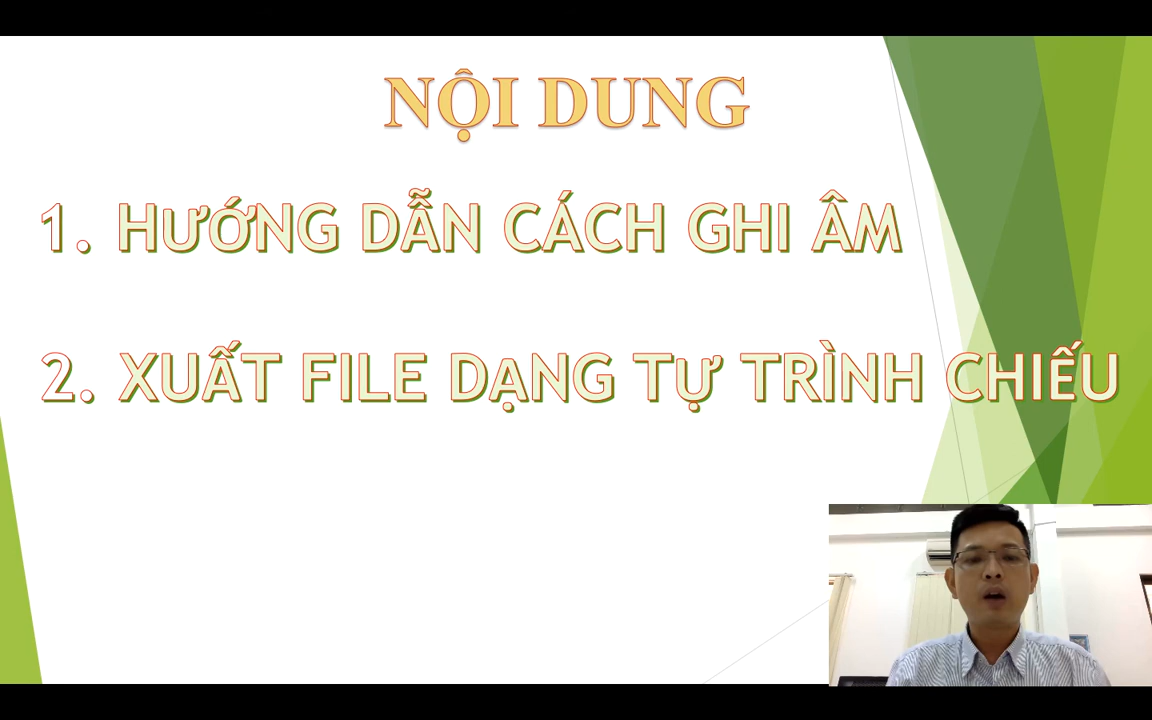 NỘI DUNG
1. HƯỚNG DẪN CÁCH GHI ÂM
2. XUẤT FILE DẠNG TỰ TRÌNH CHIẾU